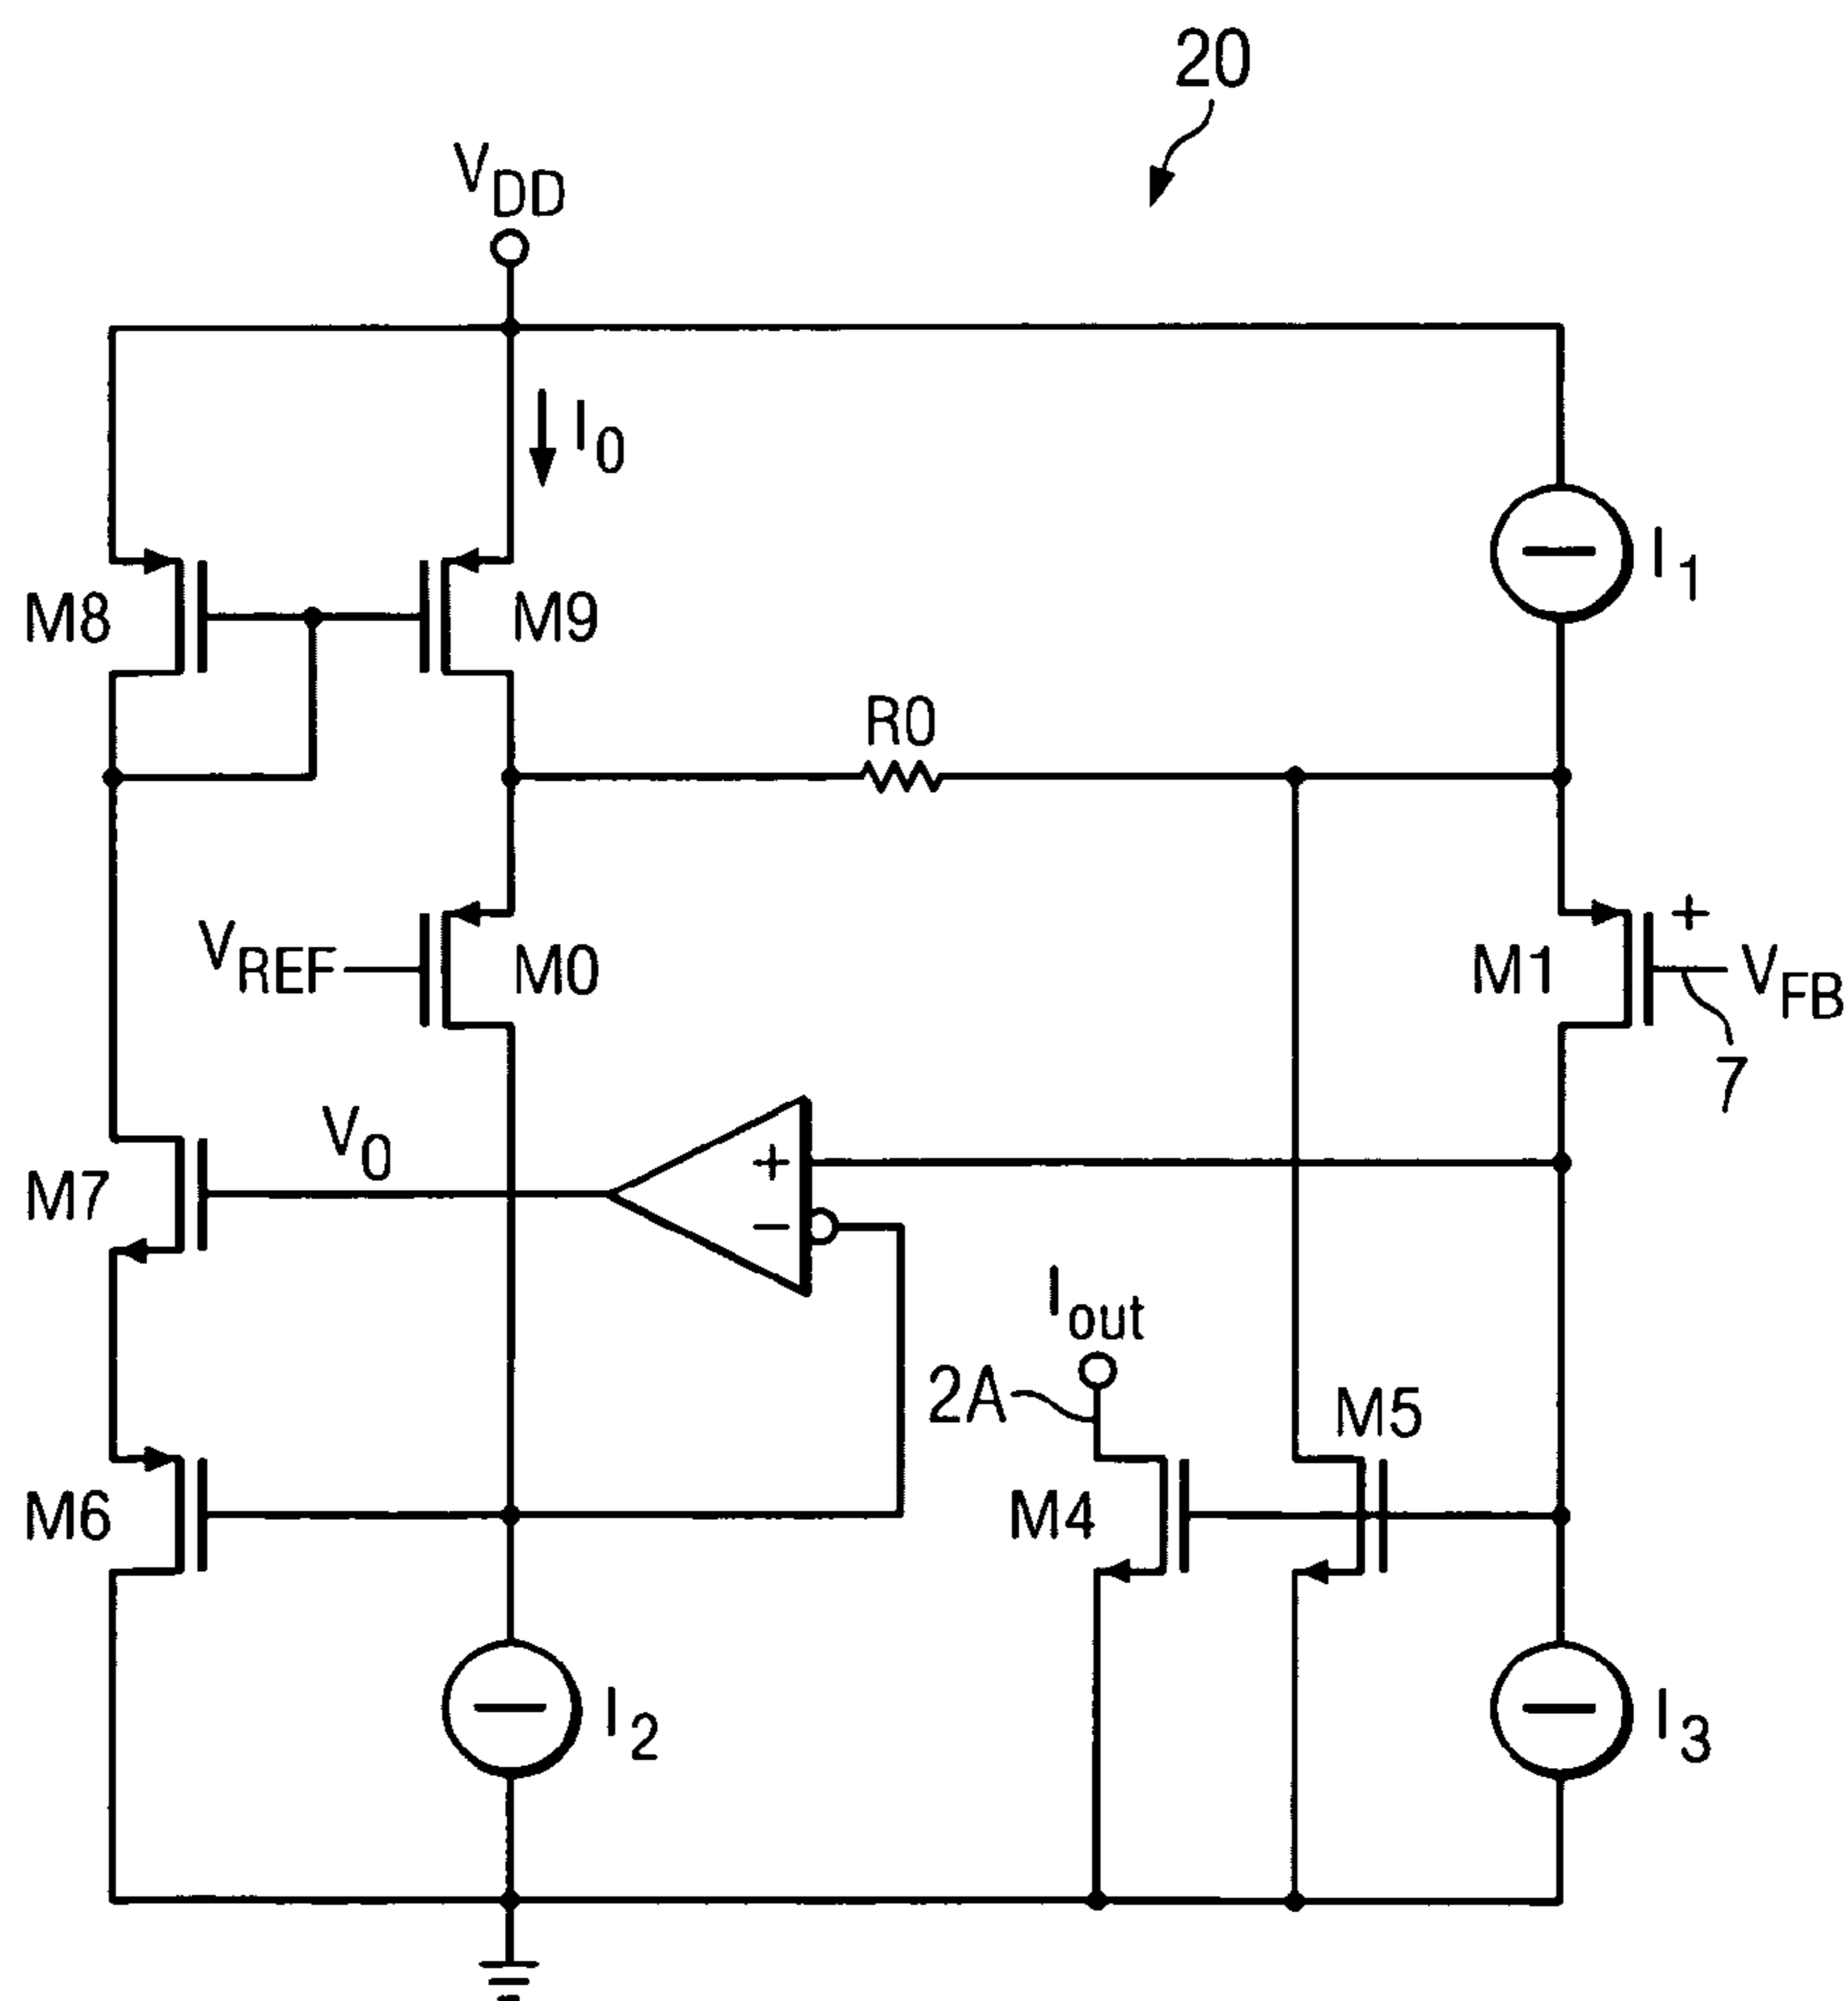 20
VDD
I0
I1
M8
M9
R0
VREF
M0
M1
+
VFB
7
V0
M7
+
−
Iout
2A
M5
M6
M4
I2
I3